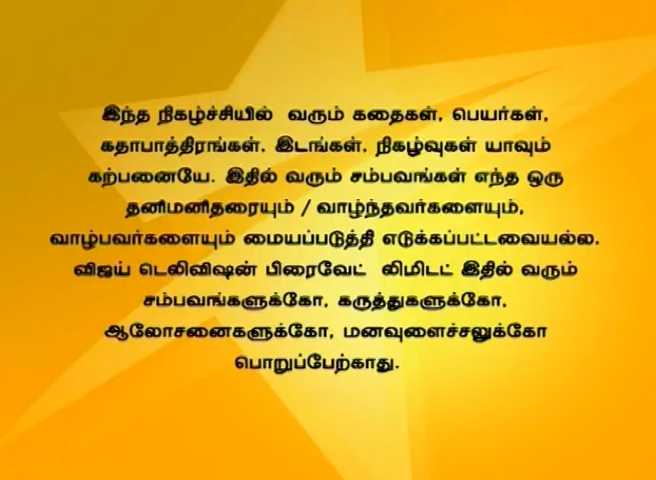 இந்த நிகழ்ச்சியில் வரும் கதைகள், பெயர்கள்,
கதாபாத்திரங்கள், இடங்கள், நிகழ்வுகள் யாவும்
கற்பனையே. இதில் வரும் சம்பவங்கள் எந்த ஒரு
தனிமனிதரையும் / வாழ்ந்தவர்களையும்,
வாழ்பவர்களையும் மையப்படுத்தி எடுக்கப்பட்டவையல்ல.
விஜய் டெலிவிஷன் பிரைவேட் லிமிடட் இதில் வரும்
சம்பவங்களுக்கோ, கருத்துகளுக்கோ,
ஆலோசனைகளுக்கோ, மனவுளைச்சலுக்கோ
பொறுப்பேற்காது.